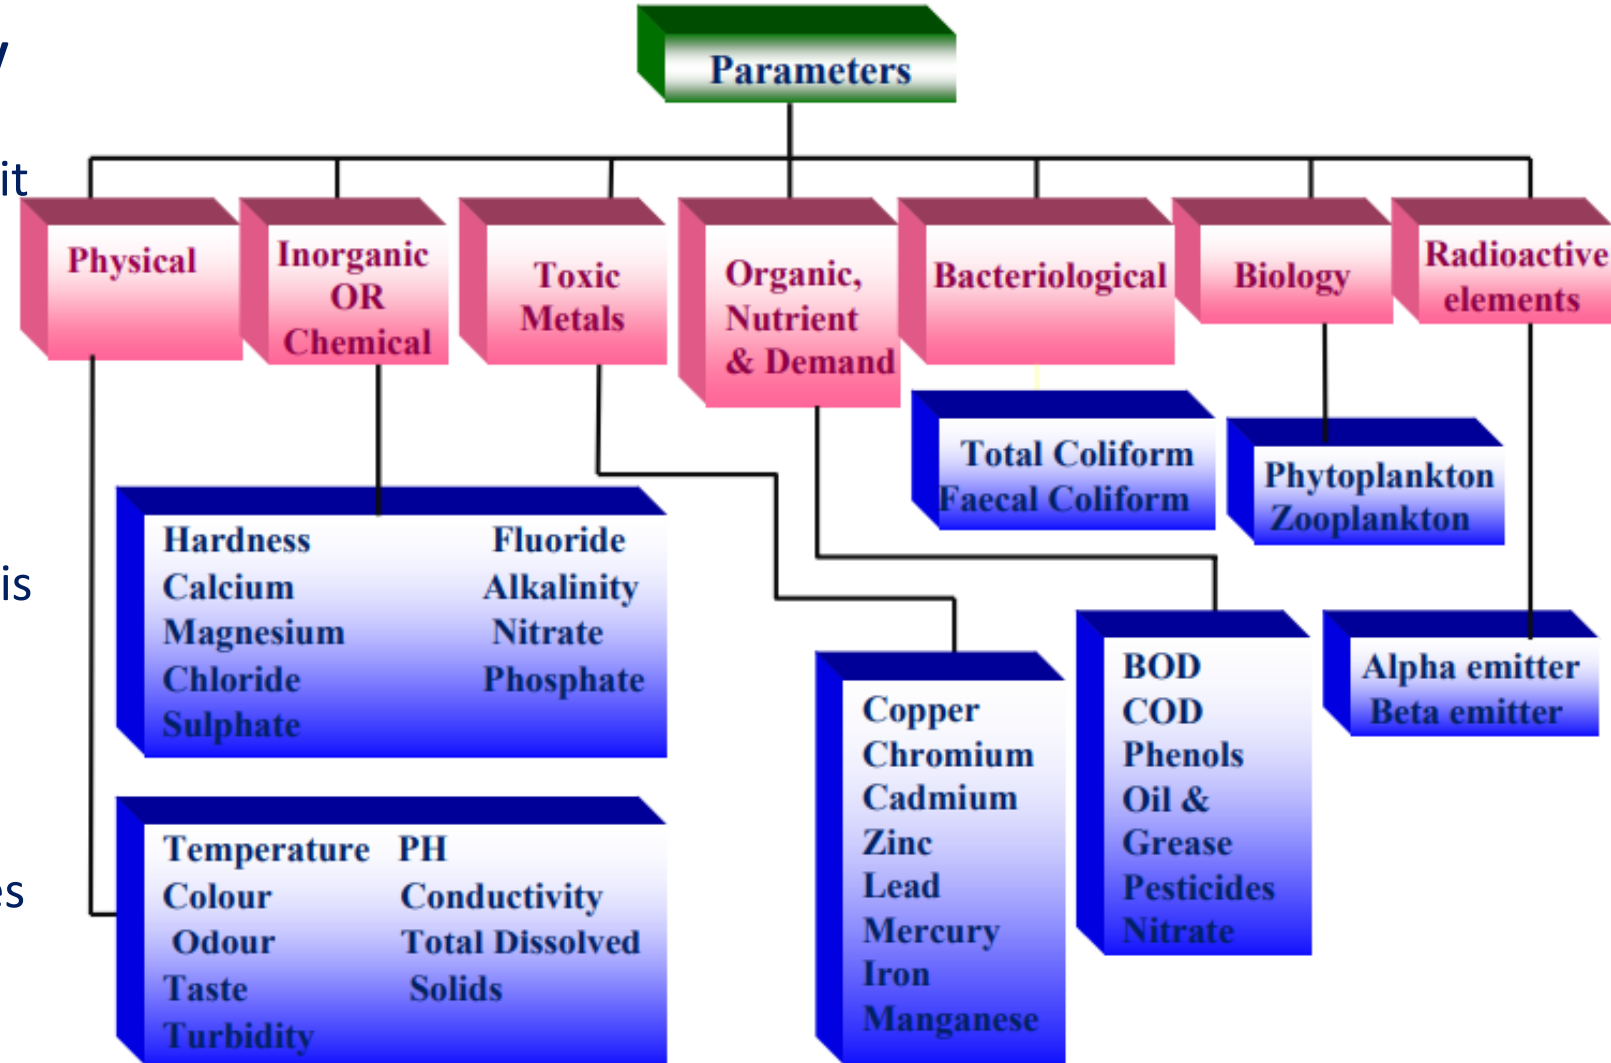 y
it
is
es
Parameters
Physical
Inorganic
OR
Chemical
Toxic
Metals
Organic,
Nutrient
& Demand
Bacteriological
Biology
Radioactive
elements
Total Coliform
Faecal Coliform
Phytoplankton
Zooplankton
Hardness Fluoride
Calcium Alkalinity
Magnesium Nitrate
Chloride Phosphate
Sulphate
Temperature PH
Colour Conductivity
Odour Total Dissolved
Taste Solids
Turbidity
Copper
Chromium
Cadmium
Zinc
Lead
Mercury
Iron
Manganese
BOD
COD
Phenols
Oil &
Grease
Pesticides
Nitrate
Alpha emitter
Beta emitter